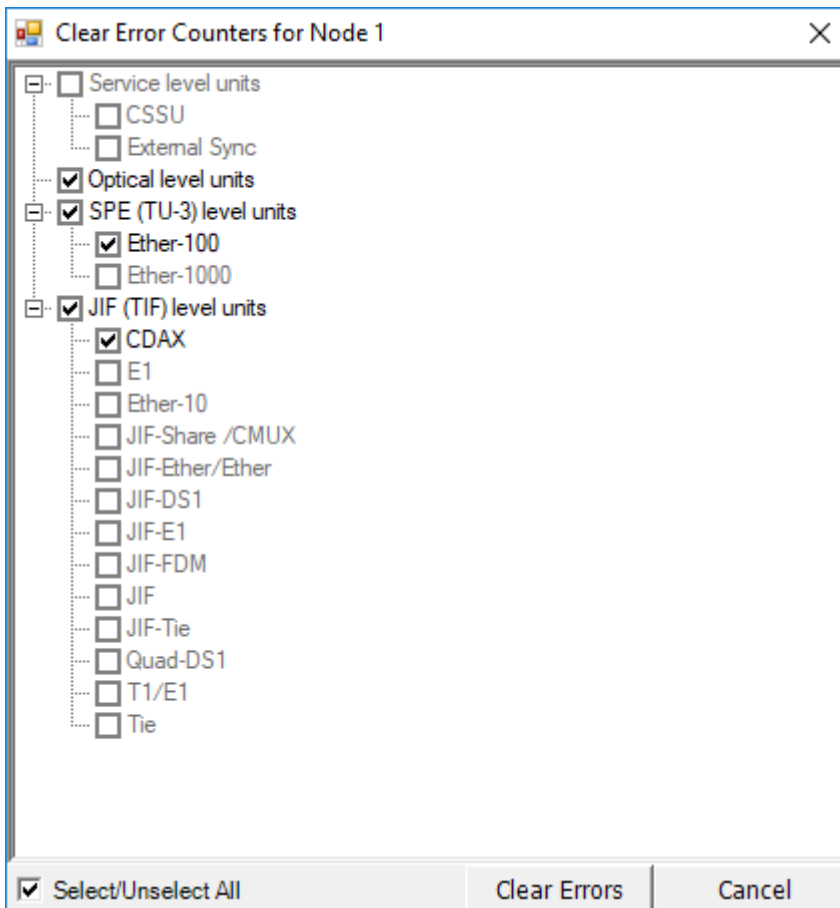 Clear Error Counters for Node 1
Service level units
CSSU
External Sync
Optical level units
SPE (TU-3) level units
Ether-100
Ether-1000
JIF (TIF) level units
CDAX
E1
Ether-10
JIF-Share /CMUX
JIF-Ether/Ether
JIF-DS1
JIF-E1
JIF-FDM
JIF
JIF-Tie
Quad-DS1
T1/E1
Tie
Select/Unselect All Clear Errors Cancel